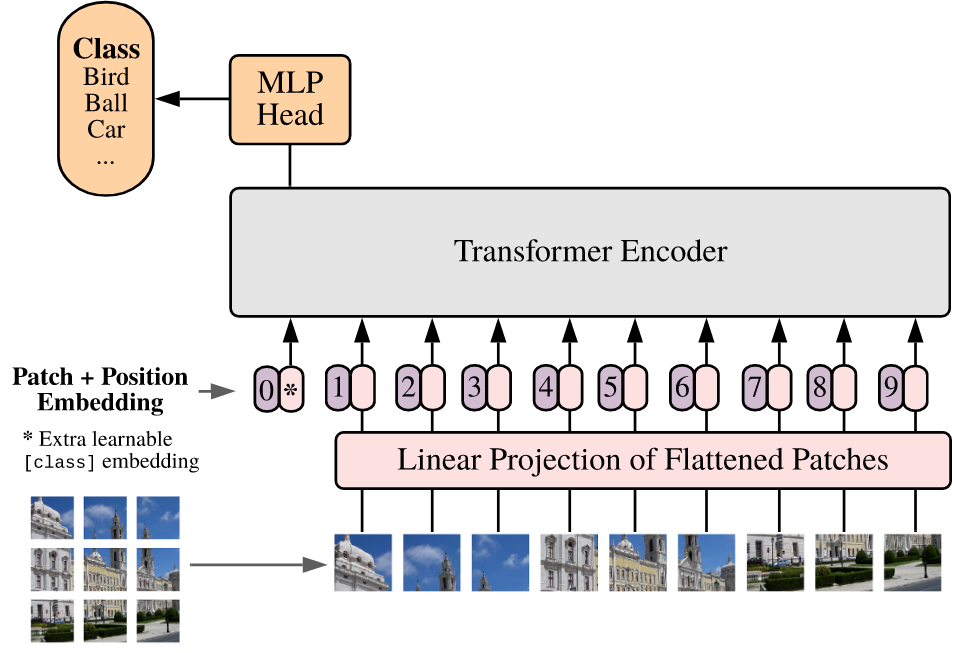 Class
Bird
Ball
Car
...
MLP
Head
Transformer Encoder
Patch + Position
Embedding
0 * 1 2 3 4 5 6 7 8 9
* Extra learnable
[class] embedding
Linear Projection of Flattened Patches